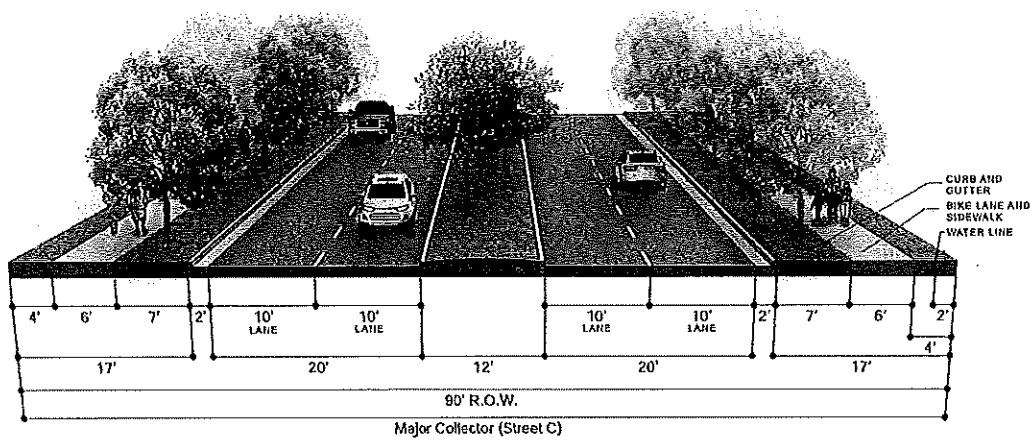 CURB AND
GUTTER
BIKE LANE AND
SIDEWALK
WATER LINE
4' 6' 7' 2' 10' LANE 10' LANE 10' LANE 10' LANE 2' 7' 6' 2'
4'
17' 20' 12' 20' 17'
90' R.O.W.
Major Collector (Street C)